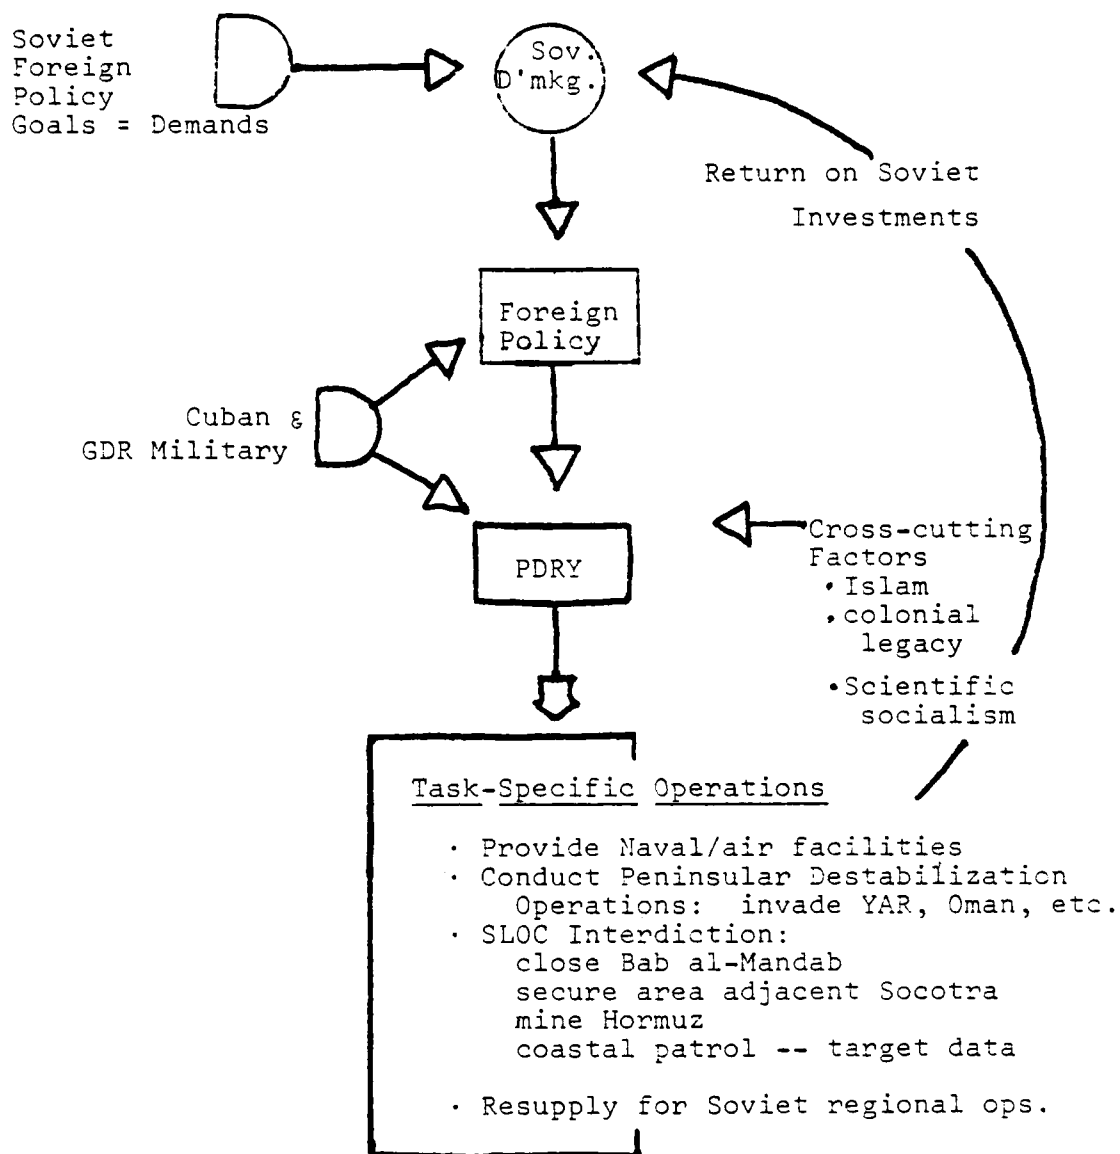 Soviet
Foreign
Policy
Goals = Demands
Sov.
D'mkg.
Return on Soviet
Investments
Foreign
Policy
Cuban &
GDR Military
PDRY
Cross-cutting
Factors
• Islam
• colonial
legacy
• Scientific
socialism
Task-Specific Operations
· Provide Naval/air facilities
· Conduct Peninsular Destabilization
Operations: invade YAR, Oman, etc.
· SLOC Interdiction:
close Bab al-Mandab
secure area adjacent Socotra
mine Hormuz
coastal patrol -- target data
· Resupply for Soviet regional ops.